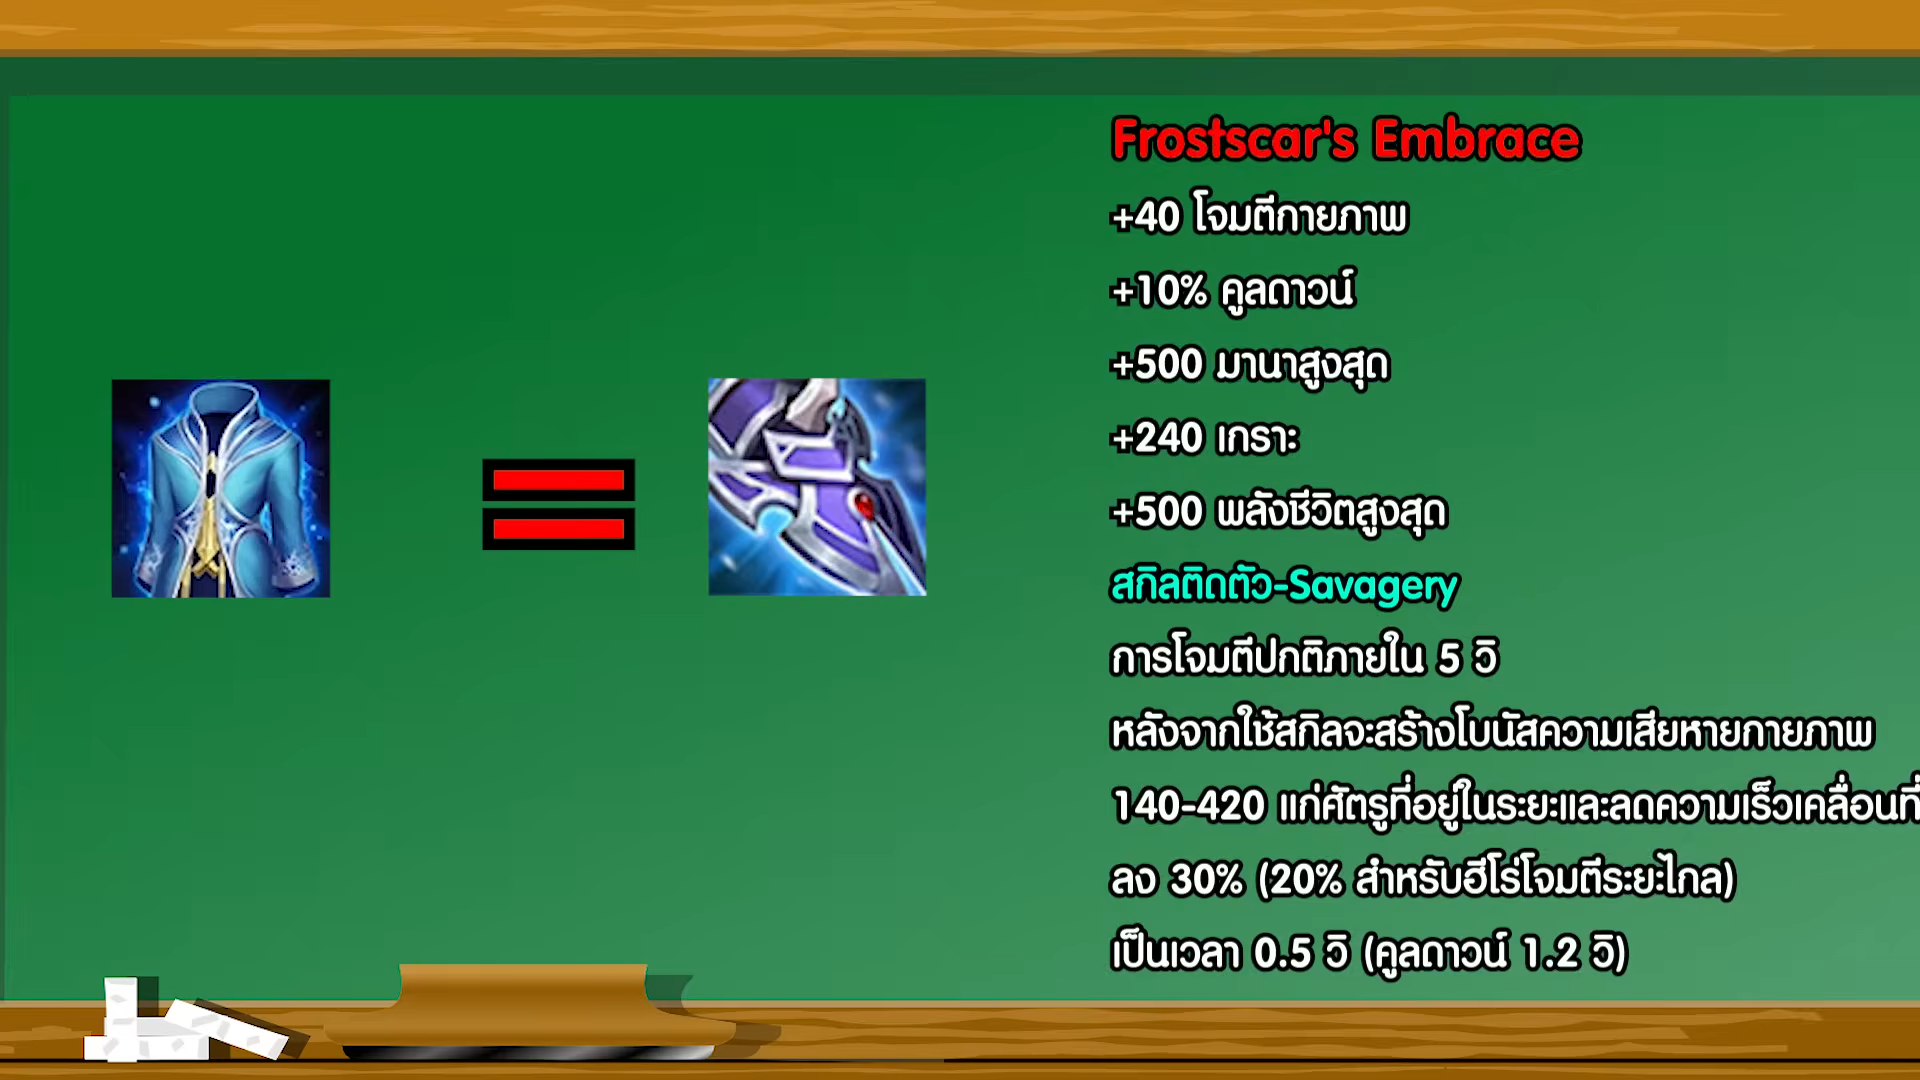 Frostscar's Embrace
+40 โจมตีกายภาพ
+10% คูลดาวน์
+500 มานาสูงสุด
+240 เกราะ
+500 พลังชีวิตสูงสุด
สกิลติดตัว-Savagery
การโจมตีปกติภายใน 5 วิ
หลังจากใช้สกิลจะสร้างโบนัสความเสียหายกายภาพ
140-420 แก่ศัตรูที่อยู่ในระยะและลดความเร็วเคลื่อนที่
ลง 30% (20% สำหรับฮีโร่โจมตีระยะไกล)
เป็นเวลา 0.5 วิ (คูลดาวน์ 1.2 วิ)